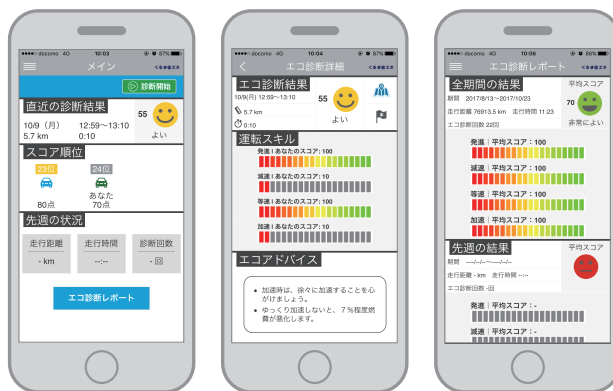 docomo 4G 10:03 87%
メイン
くるま省エネ
診断開始
直近の診断結果
10/9（月） 12:59〜13:10
5.7 km 0:10
55
よい
スコア順位
23位 24位
あなた
80点 70点
先週の状況
走行距離 走行時間 診断回数
- km --:-- - 回
エコ診断レポート
docomo 4G 10:04 87%
エコ診断詳細
エコ診断結果
10/9(月) 12:59〜13:10
5.7 km
0:10
55
よい
運転スキル
発進 | あなたのスコア: 100
減速 | あなたのスコア: 10
等速 | あなたのスコア: 100
加速 | あなたのスコア: 10
エコアドバイス
• 加速時は、徐々に加速することを心
がけましょう。
• ゆっくり加速しないと、７％程度燃
費が悪化します。
docomo 4G 10:06 86%
エコ診断レポート
全期間の結果
期間 2017/8/13〜2017/10/23
走行距離 76913.5 km 走行時間 11:23
エコ診断回数 22回
平均スコア
70
非常によい
発進｜平均スコア：100
減速｜平均スコア：100
等速｜平均スコア：100
加速｜平均スコア：100
先週の結果
期間 ----/--/--〜----/--/--
走行距離 - km 走行時間 --:--
エコ診断回数 -回
平均スコア
発進｜平均スコア：-
減速｜平均スコア：-